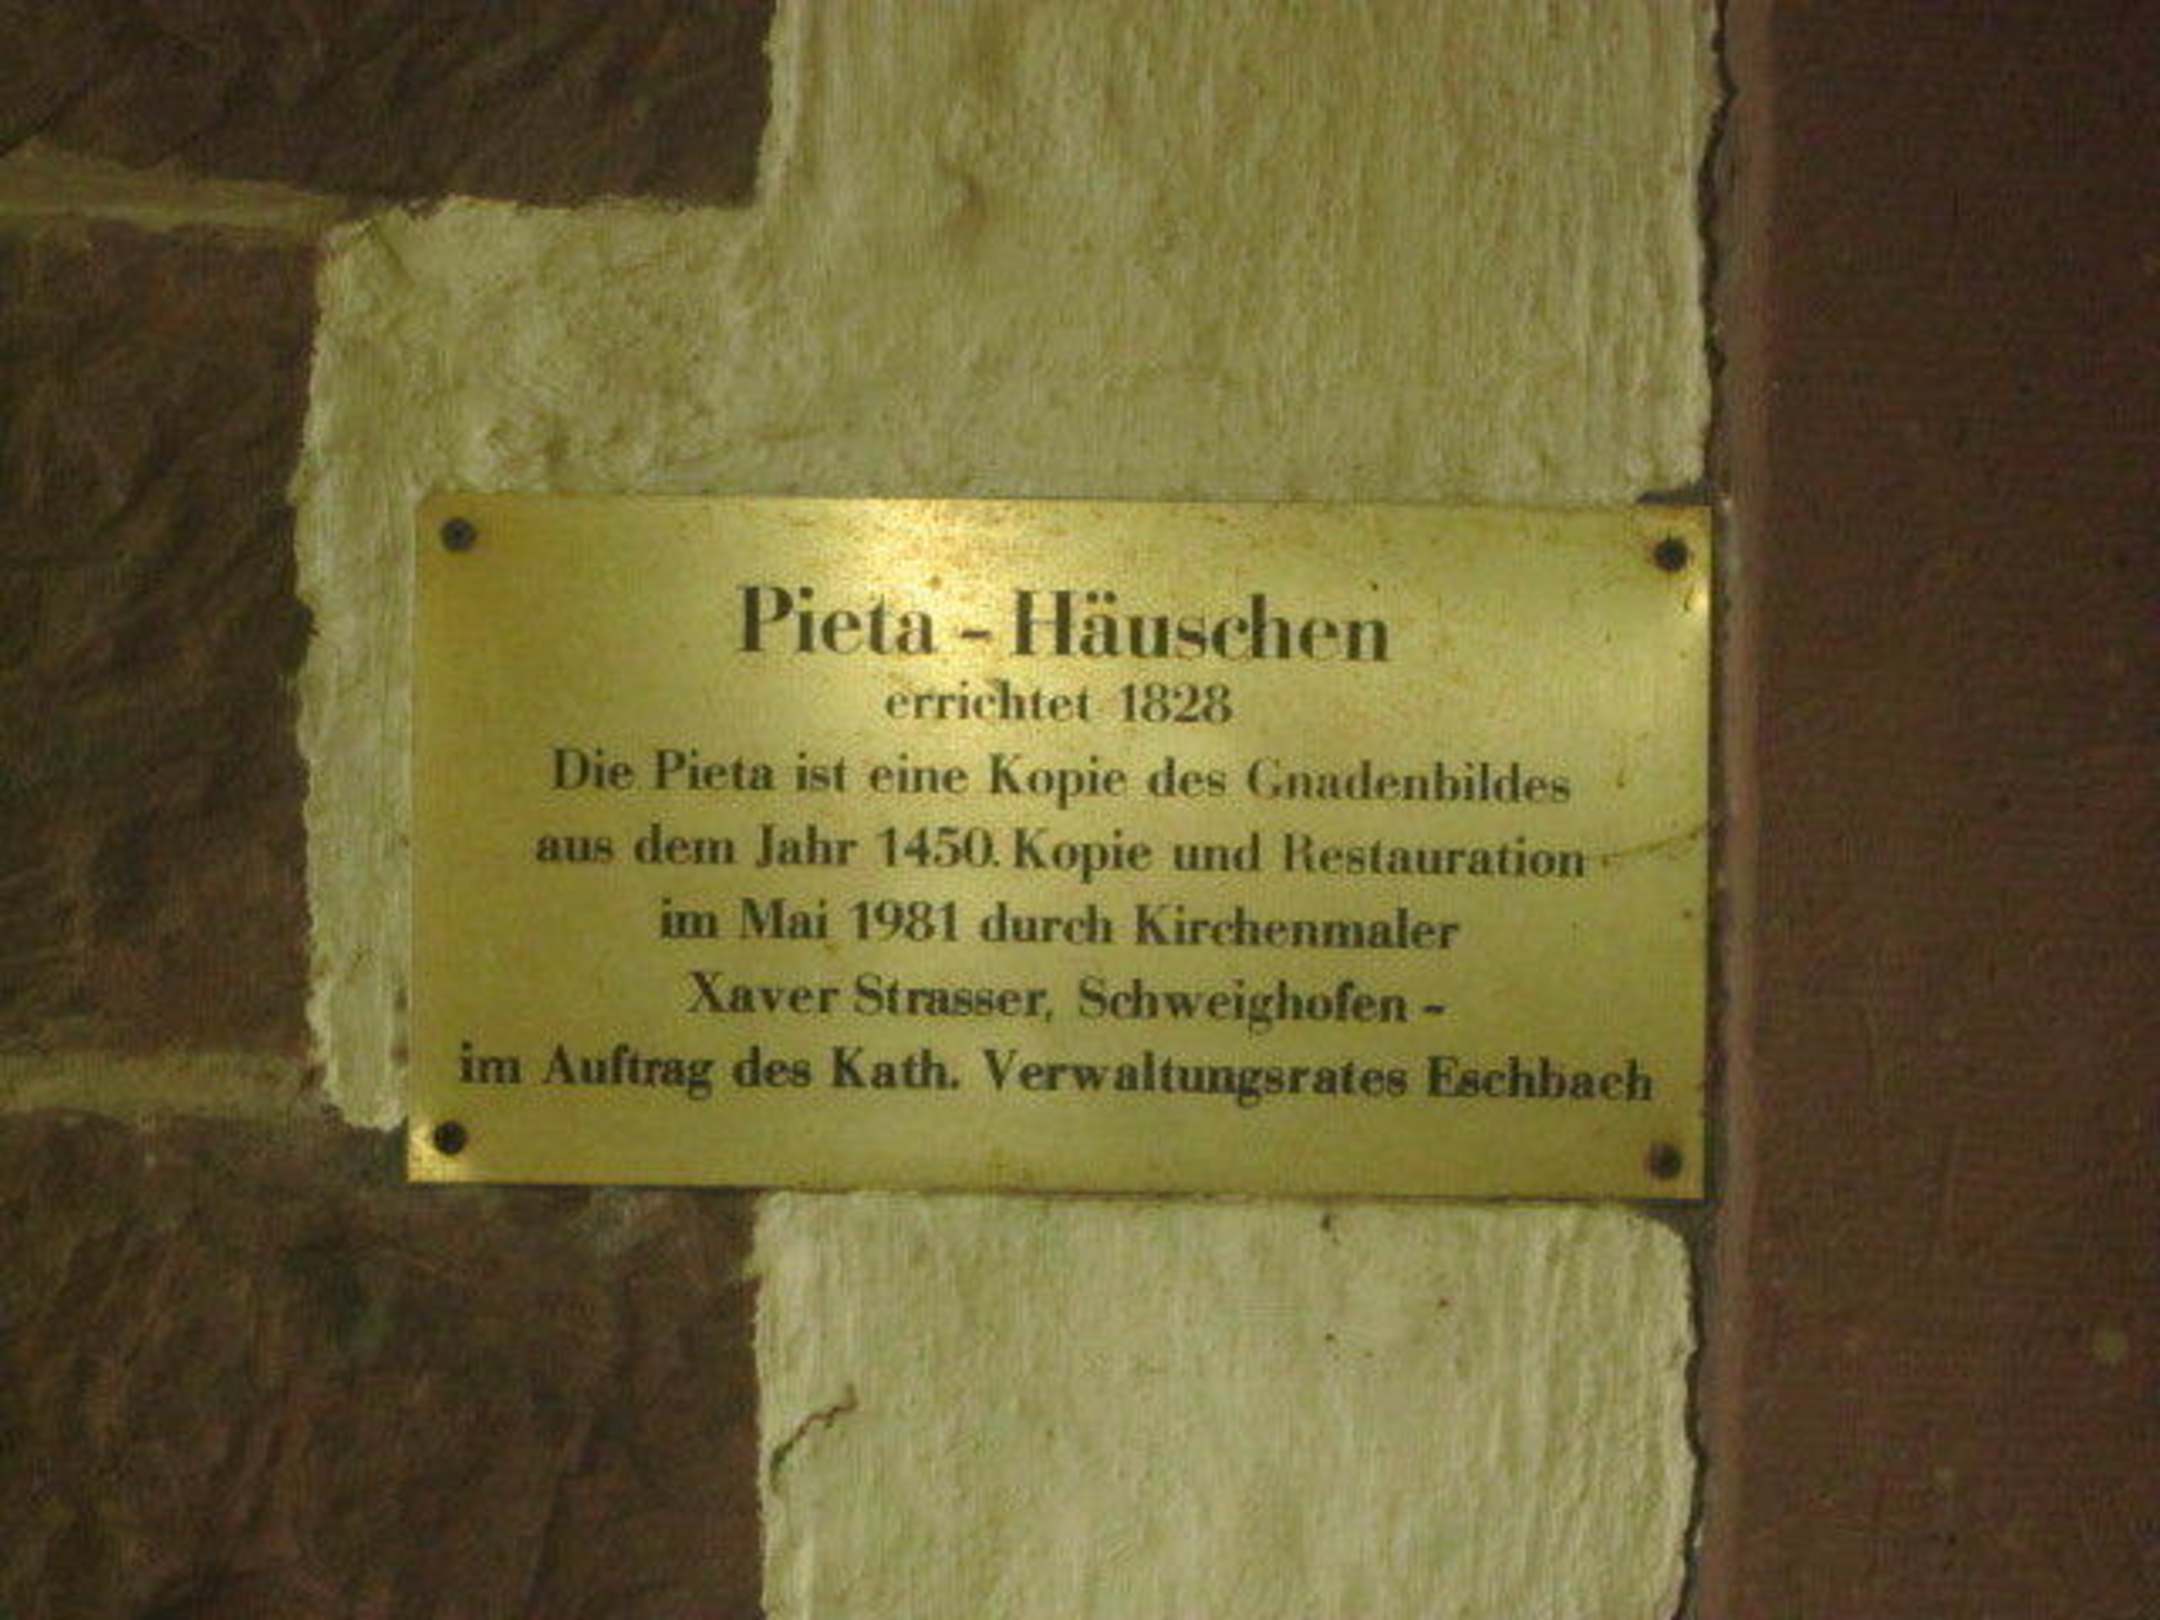 Pieta - Häuschen
errichtet 1828
Die Pieta ist eine Kopie des Gnadenbildes
aus dem Jahr 1450. Kopie und Restauration
im Mai 1981 durch Kirchenmaler
Xaver Strasser, Schweighofen -
im Auftrag des Kath. Verwaltungsrates Eschbach